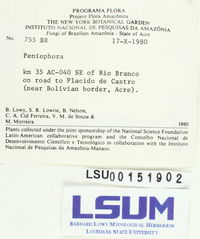 PROGRAMA FLORA
Projeto Flora Amazônica
THE NEW YORK BOTANICAL GARDEN
INSTITUTO NACIONAL DE PESQUISAS DA AMAZÔNIA
Fungi of Brazilian Amazonia - State of Acre
No. 755 BR 17-X-1980
Peniophora
km 35 AC-040 SE of Rio Branco
on road to Placido de Castro
(near Bolivian border, Acre).
B. Lowy, S. R. Lowrie, B. Nelson,
C. A. Cid Ferreira, V. M. de Souza &
M. Morreira 1980
Plants collected under the joint sponsorship of the National Science Foundation
Latin-American collaborative program and the Conselho Nacional de
Desenvolvimento Científico y Tecnológico in collaboration with the Instituto
Nacional de Pesquisas da Amazônia-Manaus.
LSU00151902
LSUM
BERNARD LOWY MYCOLOGICAL HERBARIUM
LOUISIANA STATE UNIVERSITY